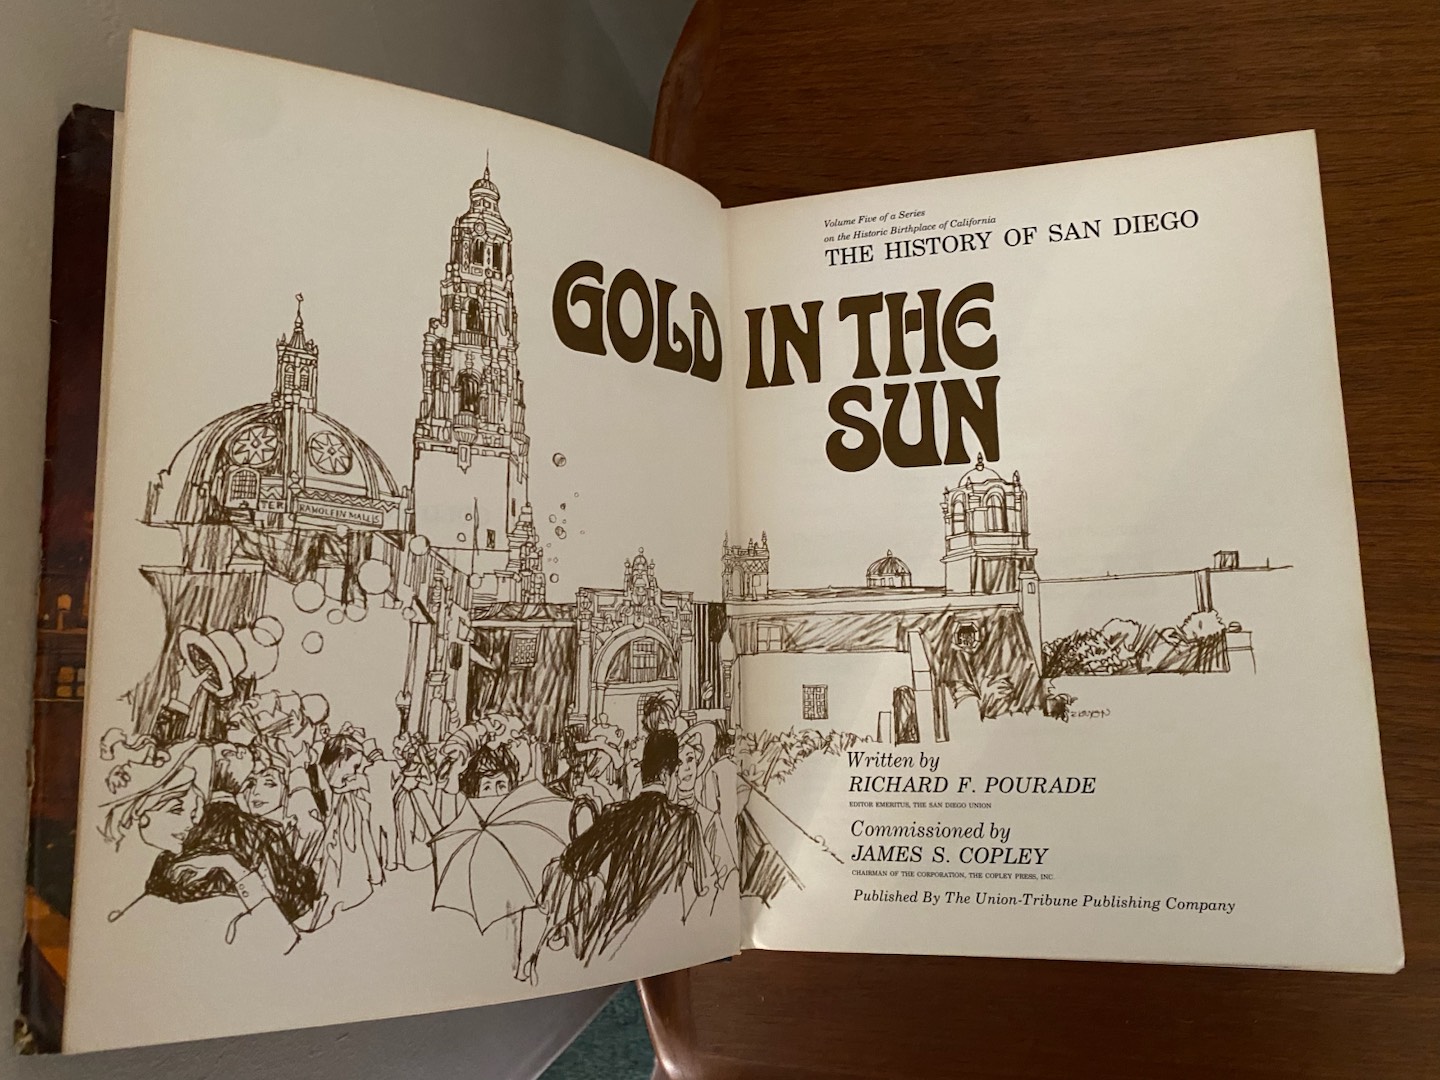 Volume Five of a Series
on the Historic Birthplace of California
THE HISTORY OF SAN DIEGO
GOLD IN THE
SUN
Written by
RICHARD F. POURADE
EDITOR EMERITUS, THE SAN DIEGO UNION
Commissioned by
JAMES S. COPLEY
CHAIRMAN OF THE CORPORATION, THE COPLEY PRESS, INC.
Published By The Union-Tribune Publishing Company